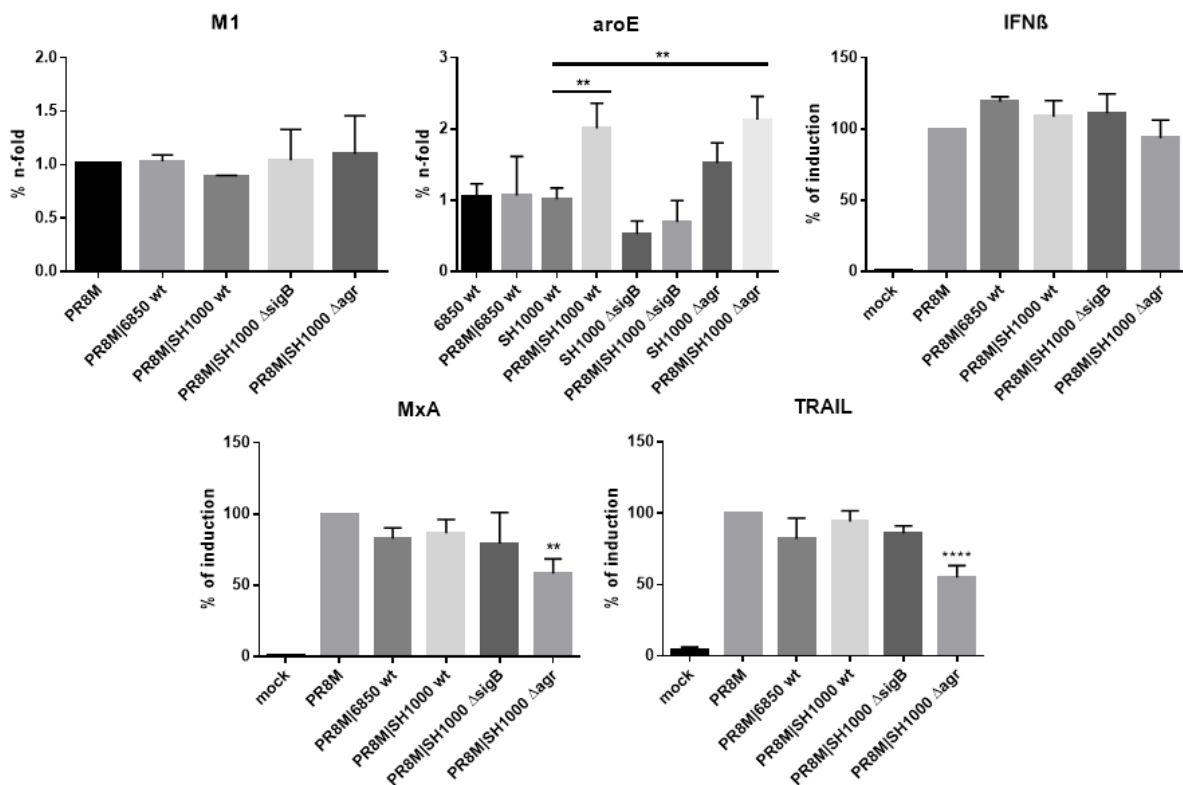 M1
% n-fold
2.0
1.5
1.0
0.5
0.0
PR8M
PR8M|6850 wt
PR8M|SH1000 wt
PR8M|SH1000 ΔsigB
PR8M|SH1000 Δagr
aroE
% n-fold
3
2
1
0
**
**
6850 wt
PR8M|6850 wt
SH1000 wt
PR8M|SH1000 wt
SH1000 ΔsigB
PR8M|SH1000 ΔsigB
SH1000 Δagr
PR8M|SH1000 Δagr
IFNß
% of induction
150
100
50
0
mock
PR8M
PR8M|6850 wt
PR8M|SH1000 wt
PR8M|SH1000 ΔsigB
PR8M|SH1000 Δagr
MxA
% of induction
150
100
50
0
**
mock
PR8M
PR8M|6850 wt
PR8M|SH1000 wt
PR8M|SH1000 ΔsigB
PR8M|SH1000 Δagr
TRAIL
% of induction
150
100
50
0
****
mock
PR8M
PR8M|6850 wt
PR8M|SH1000 wt
PR8M|SH1000 ΔsigB
PR8M|SH1000 Δagr